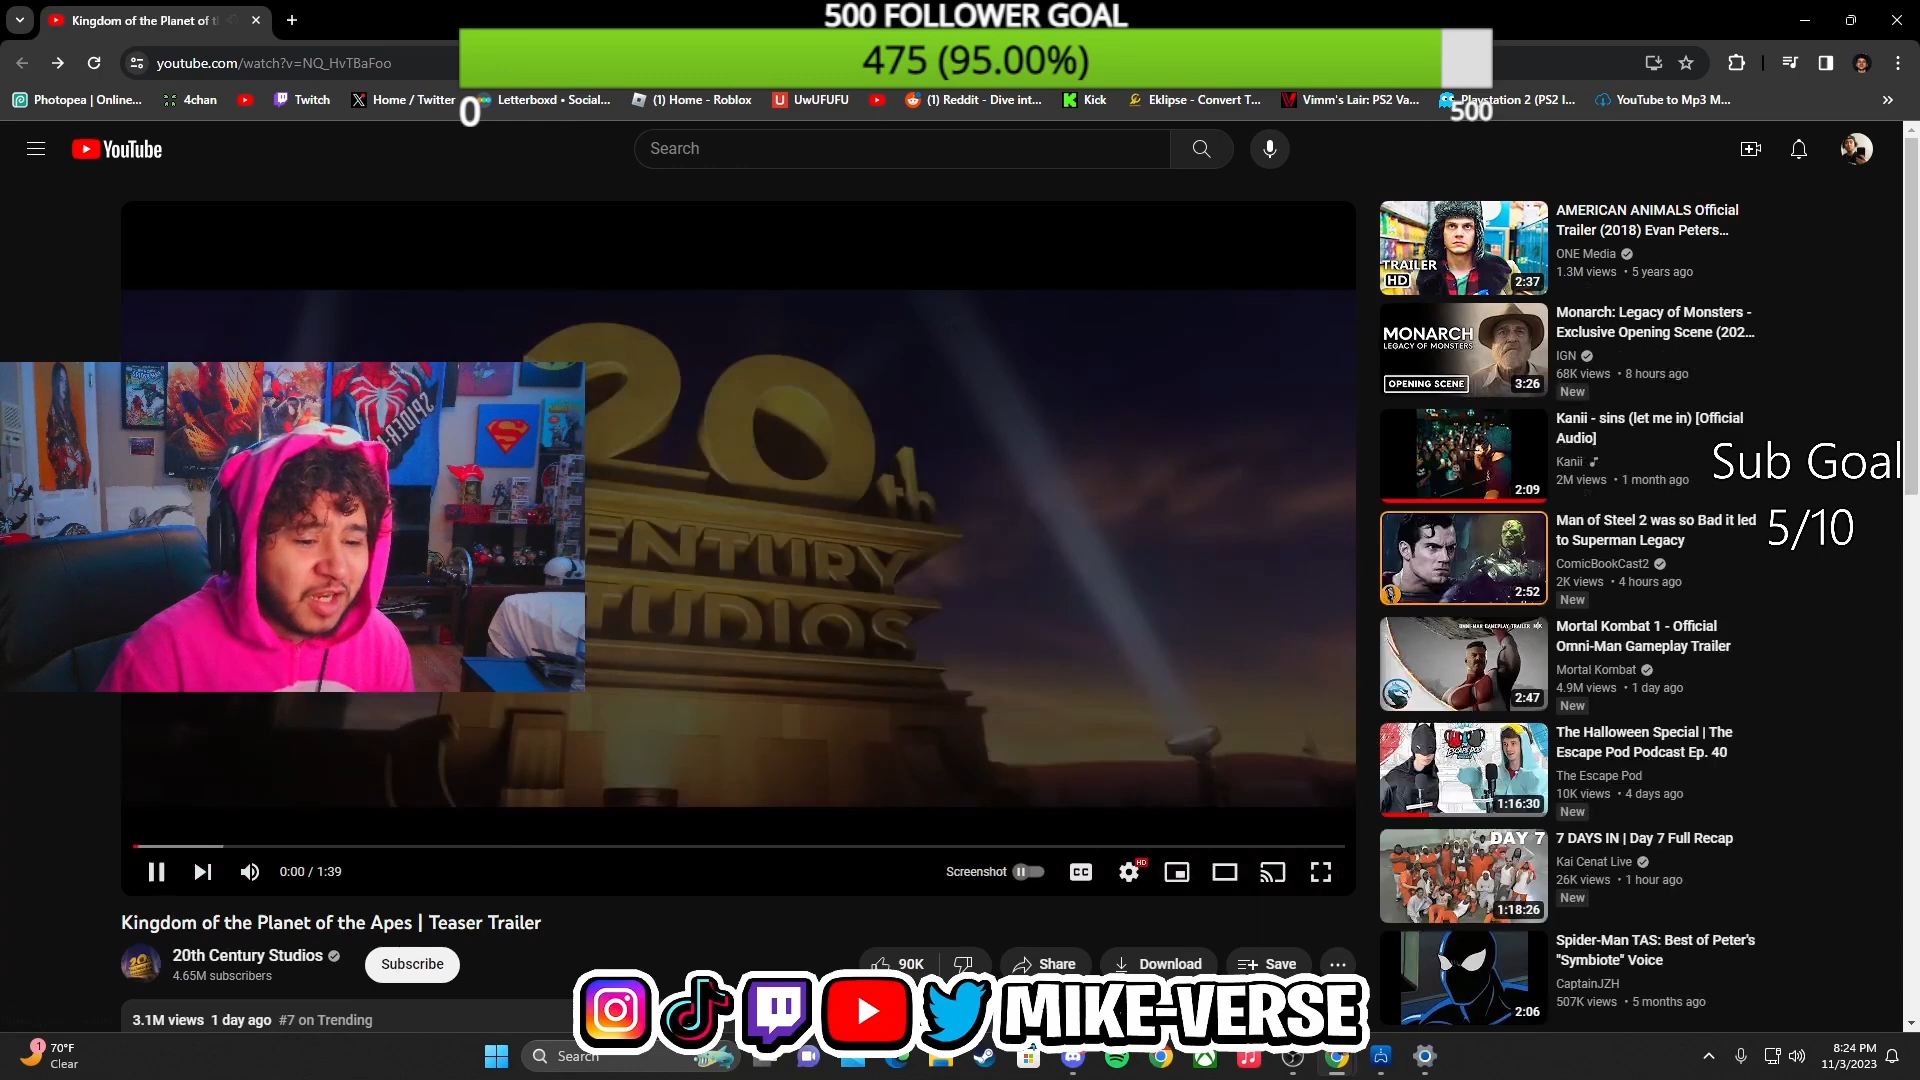 Kingdom of the Planet of t
500 FOLLOWER GOAL
475 (95.00%)
0
500
youtube.com/watch?v=NQ_HvTBaFoo
Photopea | Online...
4chan
Twitch
Home / Twitter
Letterboxd • Social...
(1) Home - Roblox
UwUFUFU
(1) Reddit - Dive int...
Kick
Eklipse - Convert T...
Vimm's Lair: PS2 Va...
Playstation 2 (PS2 I...
YouTube to Mp3 M...
YouTube
Search
20th
CENTURY
STUDIOS
SPIDER-M
AMERICAN ANIMALS Official
Trailer (2018) Evan Peters...
ONE Media
1.3M views • 5 years ago
TRAILER
HD
2:37
Monarch: Legacy of Monsters -
Exclusive Opening Scene (202...
IGN
68K views • 8 hours ago
New
MONARCH
LEGACY OF MONSTERS
OPENING SCENE
3:26
Kanii - sins (let me in) [Official
Audio]
Kanii
2M views • 1 month ago
2:09
Sub Goal
5/10
Man of Steel 2 was so Bad it led
to Superman Legacy
ComicBookCast2
2K views • 4 hours ago
New
2:52
Mortal Kombat 1 - Official
Omni-Man Gameplay Trailer
Mortal Kombat
4.9M views • 1 day ago
New
OMNI-MAN GAMEPLAY TRAILER
2:47
The Halloween Special | The
Escape Pod Podcast Ep. 40
The Escape Pod
10K views • 4 days ago
New
1:16:30
7 DAYS IN | Day 7 Full Recap
Kai Cenat Live
26K views • 1 hour ago
New
DAY 7
1:18:26
Spider-Man TAS: Best of Peter's
"Symbiote" Voice
CaptainJZH
507K views • 5 months ago
2:06
0:00 / 1:39
Screenshot
CC
HD
Kingdom of the Planet of the Apes | Teaser Trailer
20th Century Studios
4.65M subscribers
Subscribe
90K
Share
Download
Save
3.1M views 1 day ago #7 on Trending
MIKE-VERSE
1
70°F
Clear
Search
8:24 PM
11/3/2023